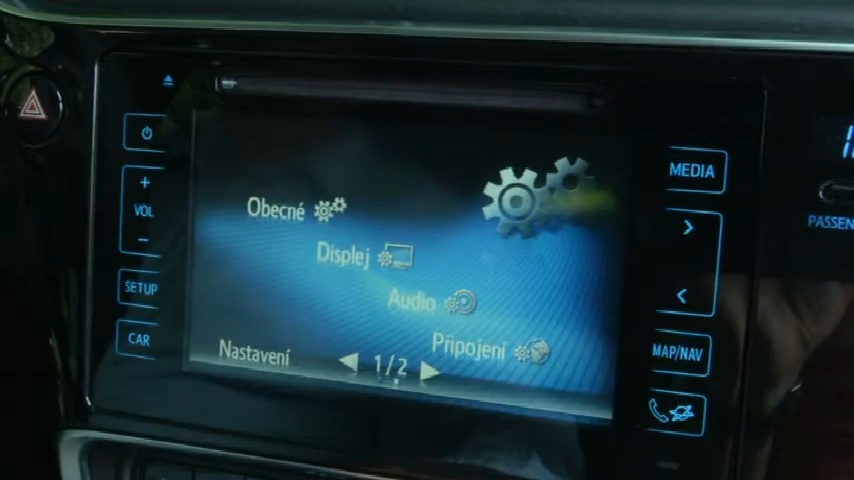 MEDIA
+
VOL
-
SETUP
CAR
Obecné
Displej
Audio
Připojení
Nastavení
1/2
>
<
MAP/NAV
PASSEN